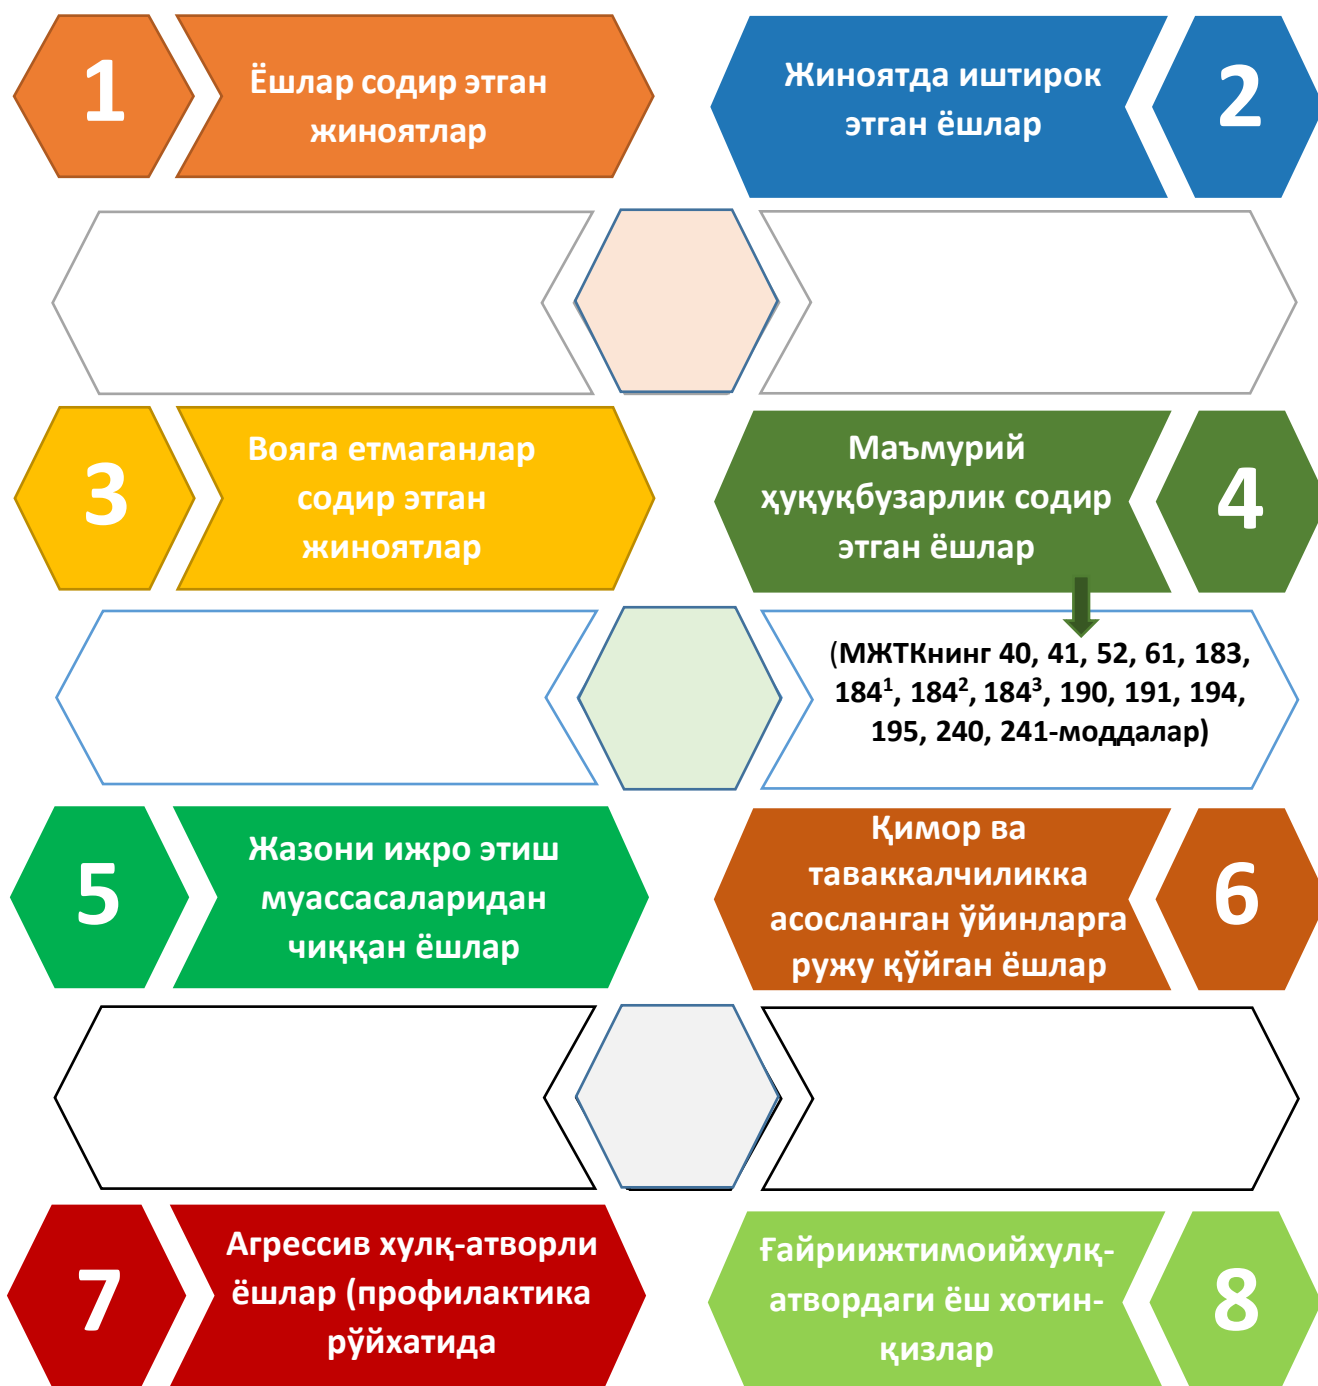 1
Ёшлар содир этган
жиноятлар
Жиноятда иштирок
этган ёшлар
2
3
Вояга етмаганлар
содир этган
жиноятлар
Маъмурий
ҳуқуқбузарлик содир
этган ёшлар
4
(МЖТКнинг 40, 41, 52, 61, 183,
184¹, 184², 184³, 190, 191, 194,
195, 240, 241-моддалар)
5
Жазони ижро этиш
муассасаларидан
чиққан ёшлар
Қимор ва
таваккалчиликка
асосланган ўйинларга
ружу қўйган ёшлар
6
7
Агрессив хулқ-атворли
ёшлар (профилактика
рўйхатида
Ғайриижтимоийхулқ-
атвордаги ёш хотин-
қизлар
8